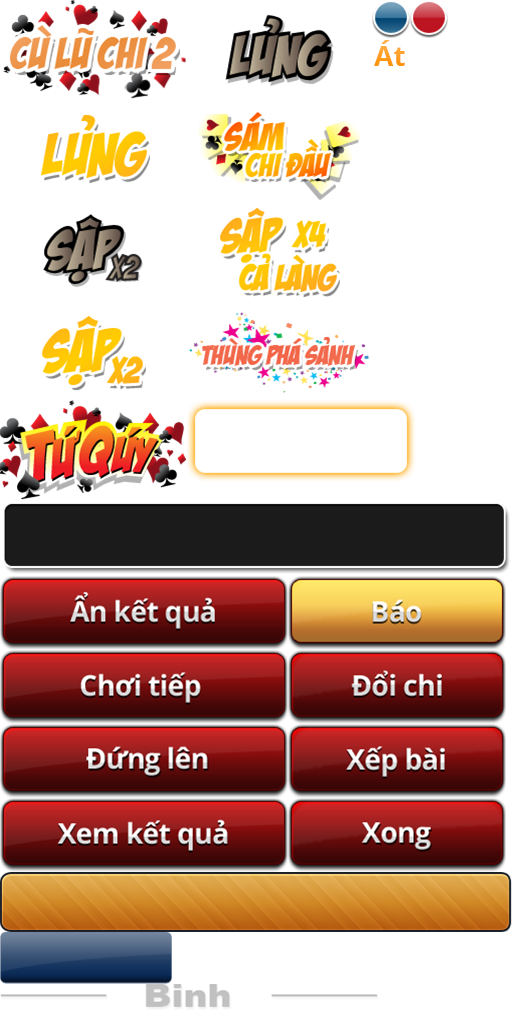 CÙ LŨ CHI 2
LỦNG
Át
LỦNG
SÁM
CHI ĐẦU
SẬP X2
SẬP X4
CẢ LÀNG
SẬP X2
THÙNG PHÁ SẢNH
TỨ QUÝ
Ẩn kết quả
Báo
Chơi tiếp
Đổi chi
Đứng lên
Xếp bài
Xem kết quả
Xong
Binh